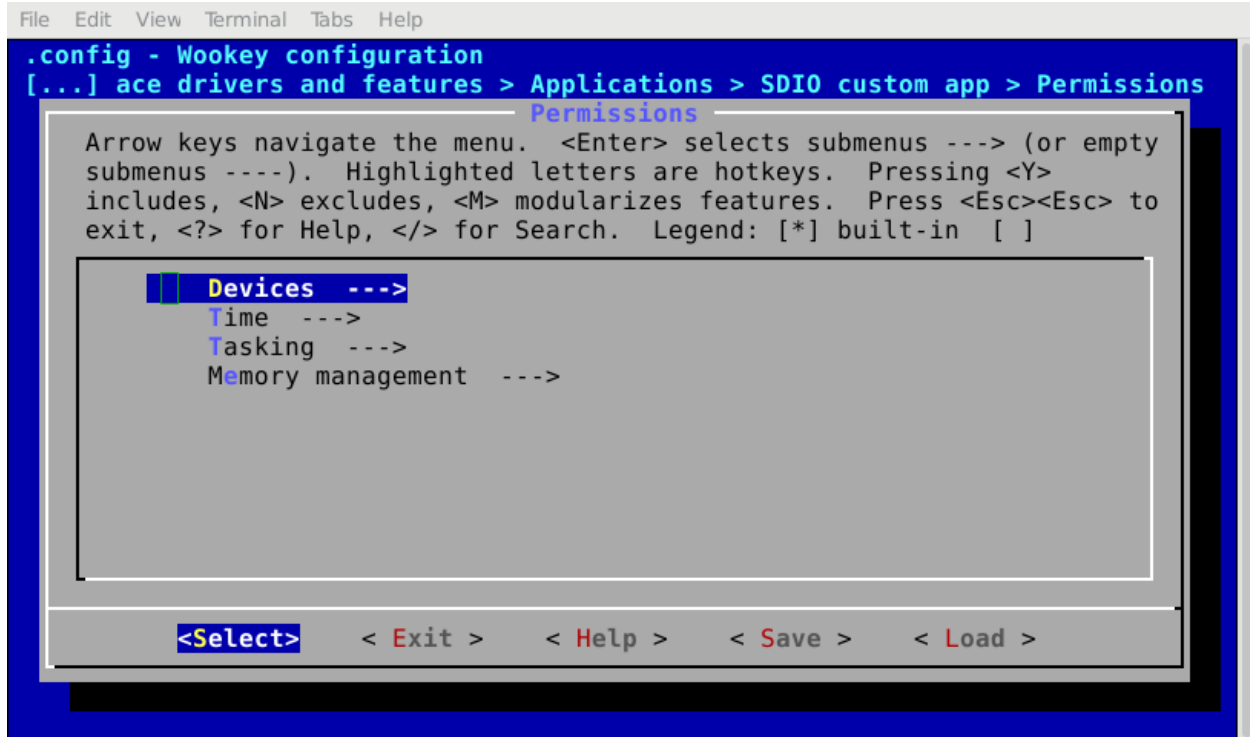 File Edit View Terminal Tabs Help
.config - Wookey configuration
[...] ace drivers and features > Applications > SDIO custom app > Permissions
Permissions
Arrow keys navigate the menu.  <Enter> selects submenus ---> (or empty
submenus ----).  Highlighted letters are hotkeys.  Pressing <Y>
includes, <N> excludes, <M> modularizes features.  Press <Esc><Esc> to
exit, <?> for Help, </> for Search.  Legend: [*] built-in  [ ]
Devices  --->
Time  --->
Tasking  --->
Memory management  --->
<Select>    < Exit >    < Help >    < Save >    < Load >